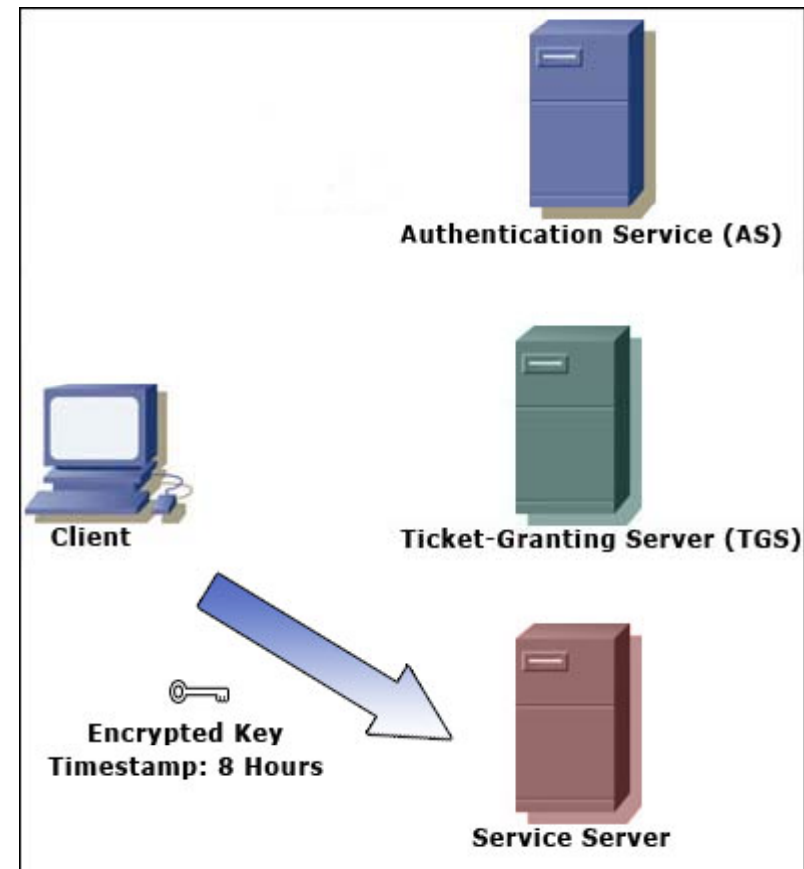 Authentication Service (AS)
Client
Ticket-Granting Server (TGS)
Encrypted Key
Timestamp: 8 Hours
Service Server